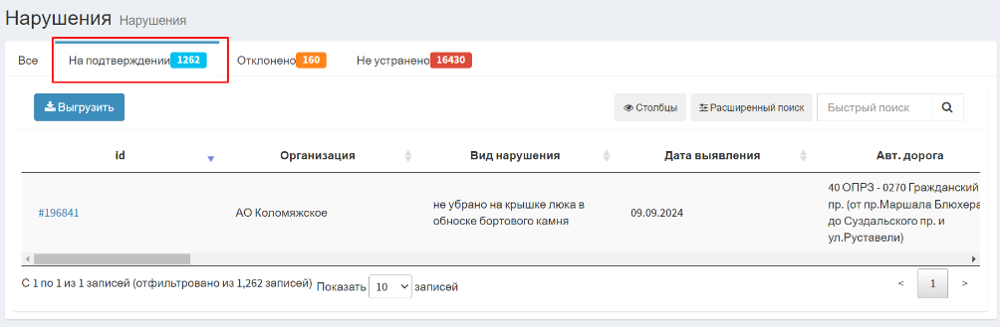 Нарушения Нарушения
Все На подтверждении 1262 Отклонено 160 Не устранено 16430
Выгрузить Столбцы Расширенный поиск Быстрый поиск
id Организация Вид нарушения Дата выявления Авт. дорога
#196841 АО Коломяжское
не убрано на крышке люка в
обноске бортового камня
09.09.2024
40 ОПРЗ - 0270 Гражданский
пр. (от пр.Маршала Блюхера
до Суздальского пр. и
ул.Руставели)
С 1 по 1 из 1 записей (отфильтровано из 1,262 записей) Показать 10 записей < 1 >